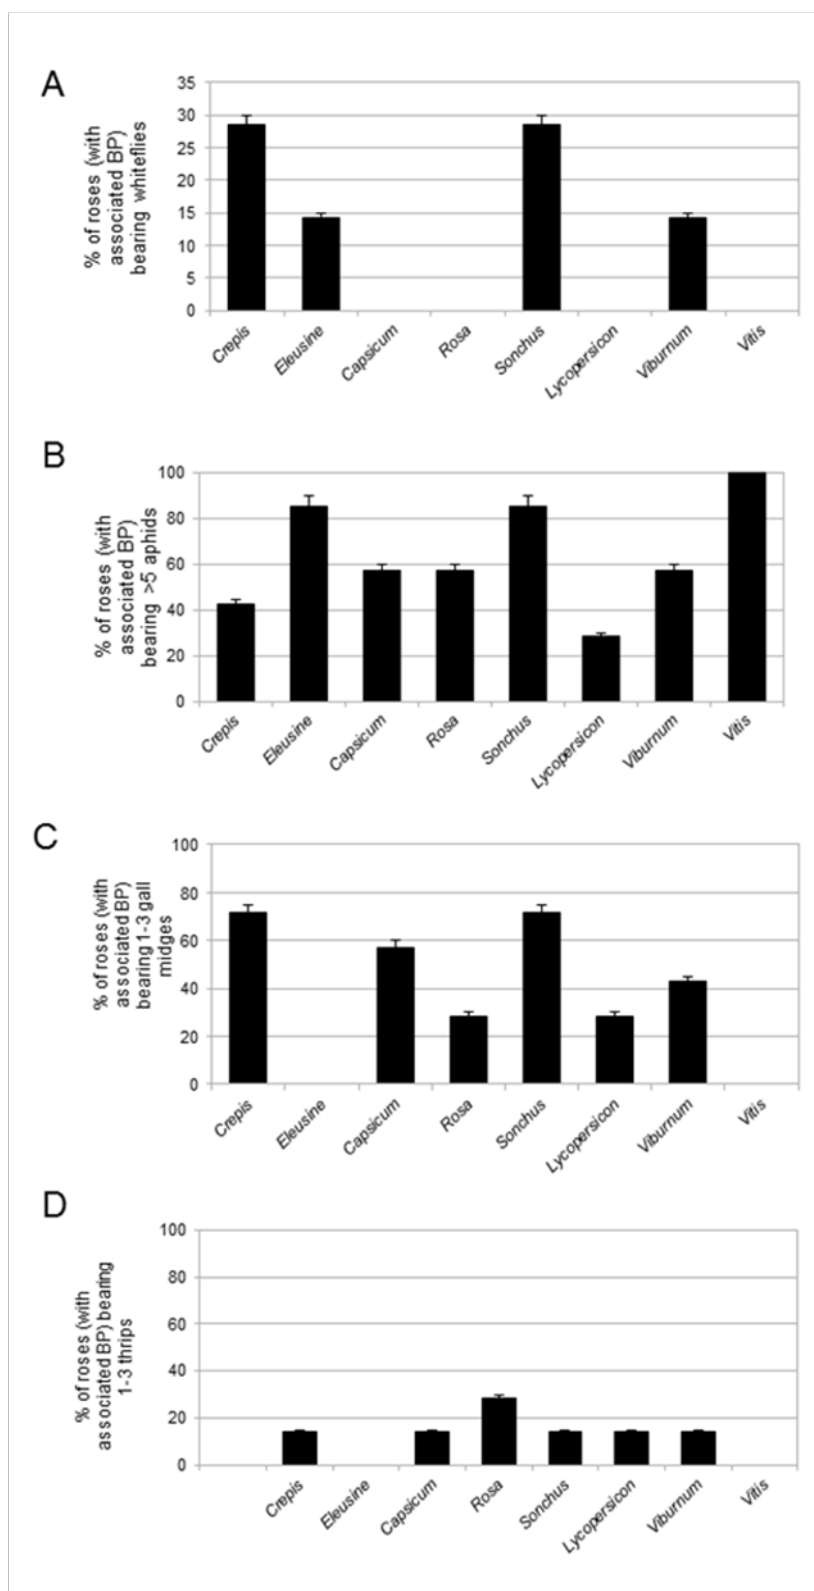 A
% of roses (with
associated BP)
bearing whiteflies
35
30
25
20
15
10
5
0
Crepis
Eleusine
Capsicum
Rosa
Sonchus
Lycopersicon
Viburnum
Vitis
B
% of roses (with
associated BP)
bearing >5 aphids
100
80
60
40
20
0
Crepis
Eleusine
Capsicum
Rosa
Sonchus
Lycopersicon
Viburnum
Vitis
C
% of roses (with
associated BP)
bearing 1-3 gall
midges
100
80
60
40
20
0
Crepis
Eleusine
Capsicum
Rosa
Sonchus
Lycopersicon
Viburnum
Vitis
D
% of roses (with
associated BP) bearing
1-3 thrips
100
80
60
40
20
0
Crepis
Eleusine
Capsicum
Rosa
Sonchus
Lycopersicon
Viburnum
Vitis